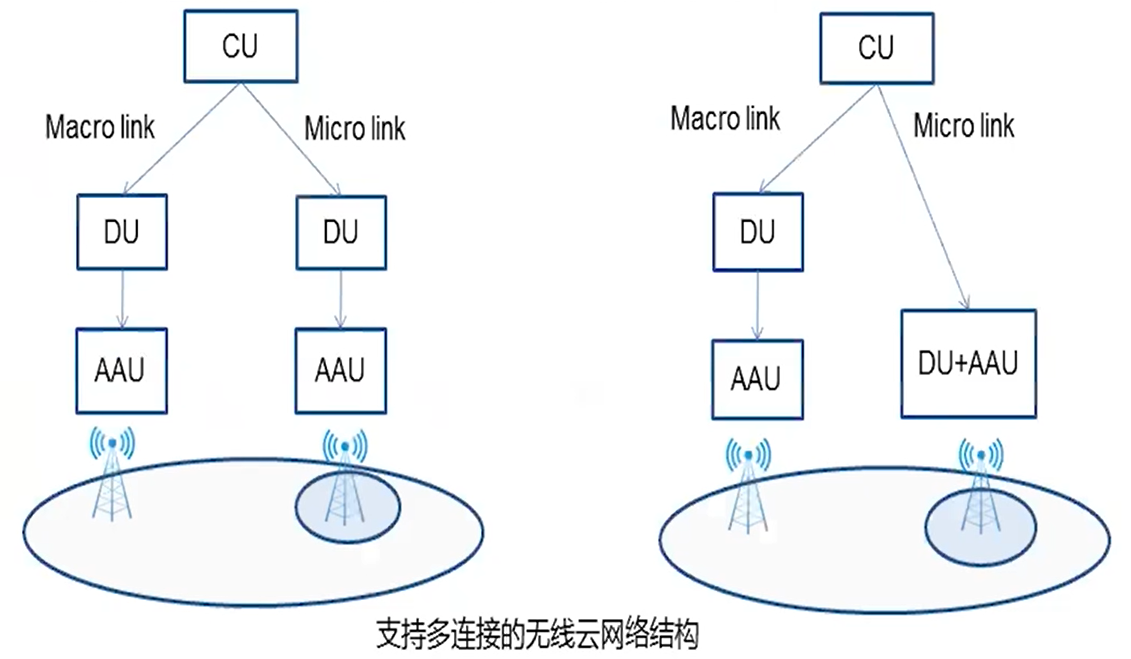 CU
Macro link
Micro link
DU
DU
AAU
AAU
CU
Macro link
Micro link
DU
AAU
DU+AAU
支持多连接的无线云网络结构